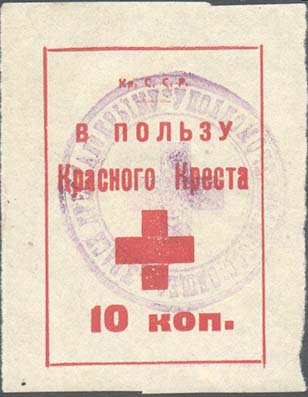 Кр. С. С. Р.
В ПОЛЬЗУ
Красного Креста
10 коп.